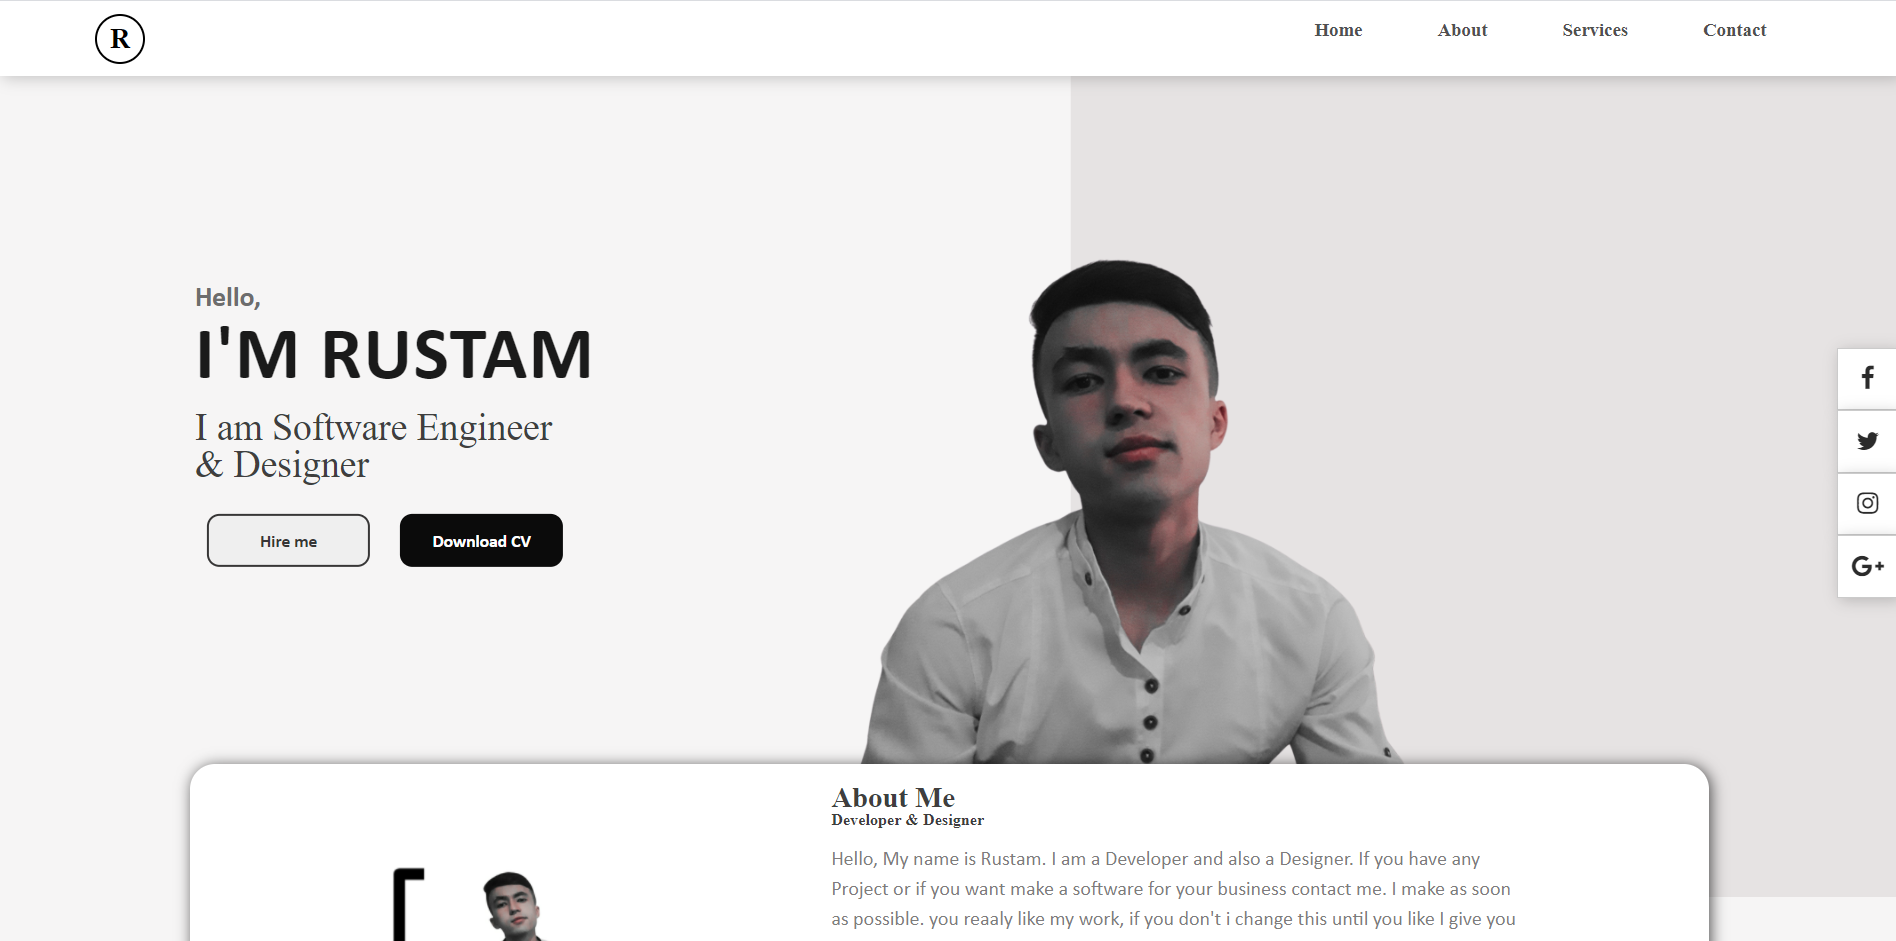 R
Home About Services Contact
Hello,
I'M RUSTAM
I am Software Engineer
& Designer
Hire me Download CV
G+
About Me
Developer & Designer
Hello, My name is Rustam. I am a Developer and also a Designer. If you have any
Project or if you want make a software for your business contact me. I make as soon
as possible. you reaaly like my work, if you don't i change this until you like I give you